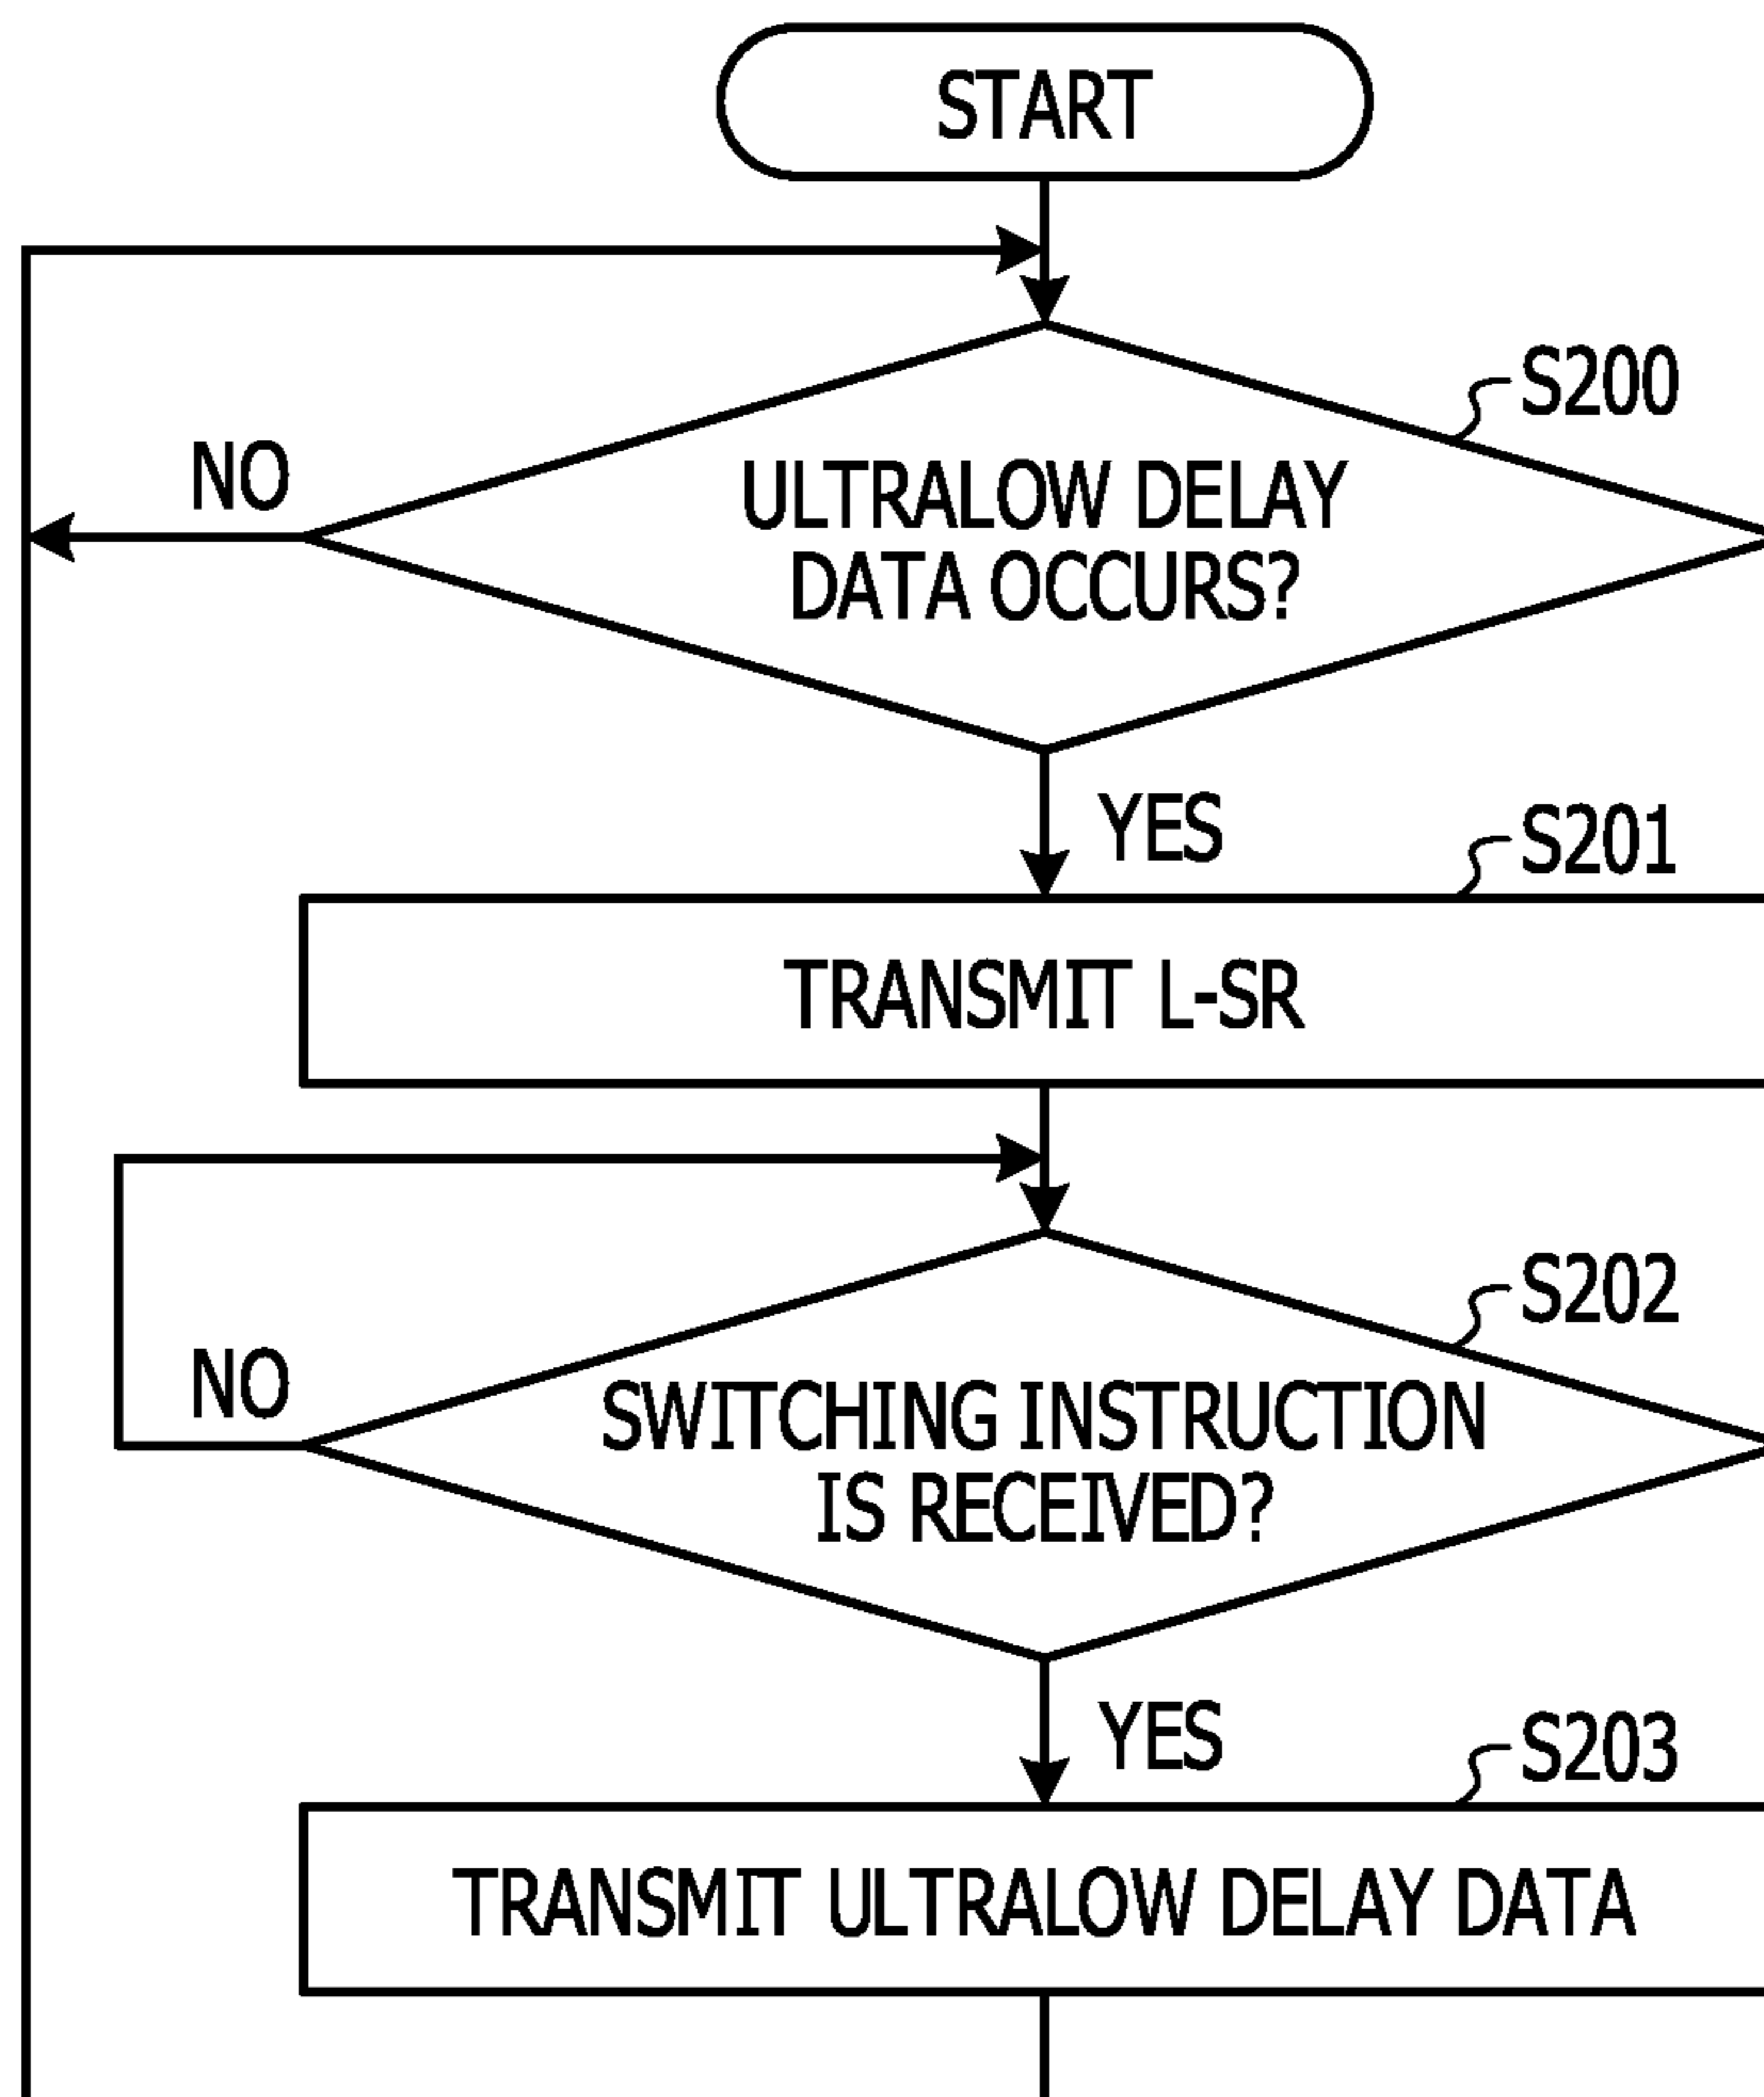 START
S200
NO
ULTRALOW DELAY
DATA OCCURS?
YES
S201
TRANSMIT L-SR
S202
NO
SWITCHING INSTRUCTION
IS RECEIVED?
YES
S203
TRANSMIT ULTRALOW DELAY DATA